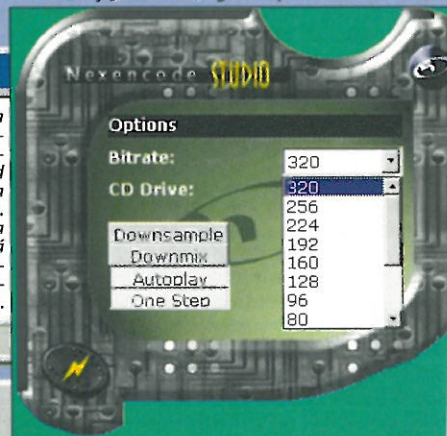 Nexencode STUDIO
Options
Bitrate:
320
CD Drive:
320
256
224
192
160
128
96
80
Downsample
Downmix
Autoplay
One Step